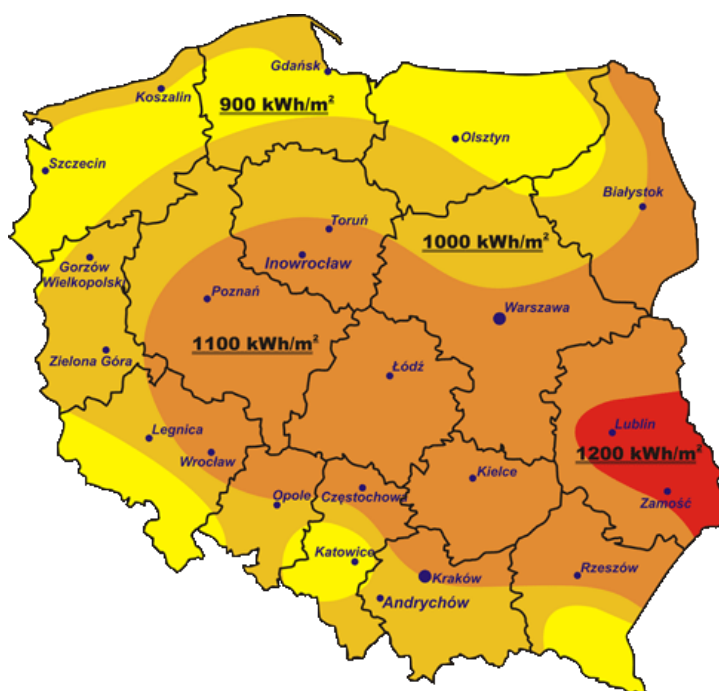 Gdańsk
Koszalin
900 kWh/m²
Olsztyn
Szczecin
Białystok
Toruń
1000 kWh/m²
Inowrocław
Gorzów
Wielkopolski
Poznań
Warszawa
1100 kWh/m²
Zielona Góra
Łódź
Legnica
Lublin
Wrocław
1200 kWh/m²
Kielce
Opole
Częstochowa
Zamość
Katowice
Kraków
Rzeszów
Andrychów